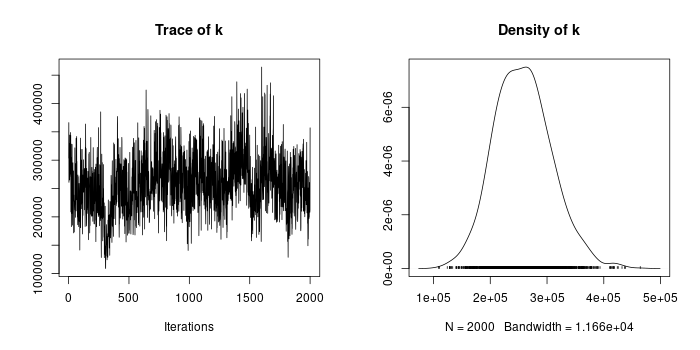 Trace of k
100000
200000
300000
400000
0
500
1000
1500
2000
Iterations
Density of k
0e+00
2e-06
4e-06
6e-06
1e+05
2e+05
3e+05
4e+05
5e+05
N = 2000 Bandwidth = 1.166e+04